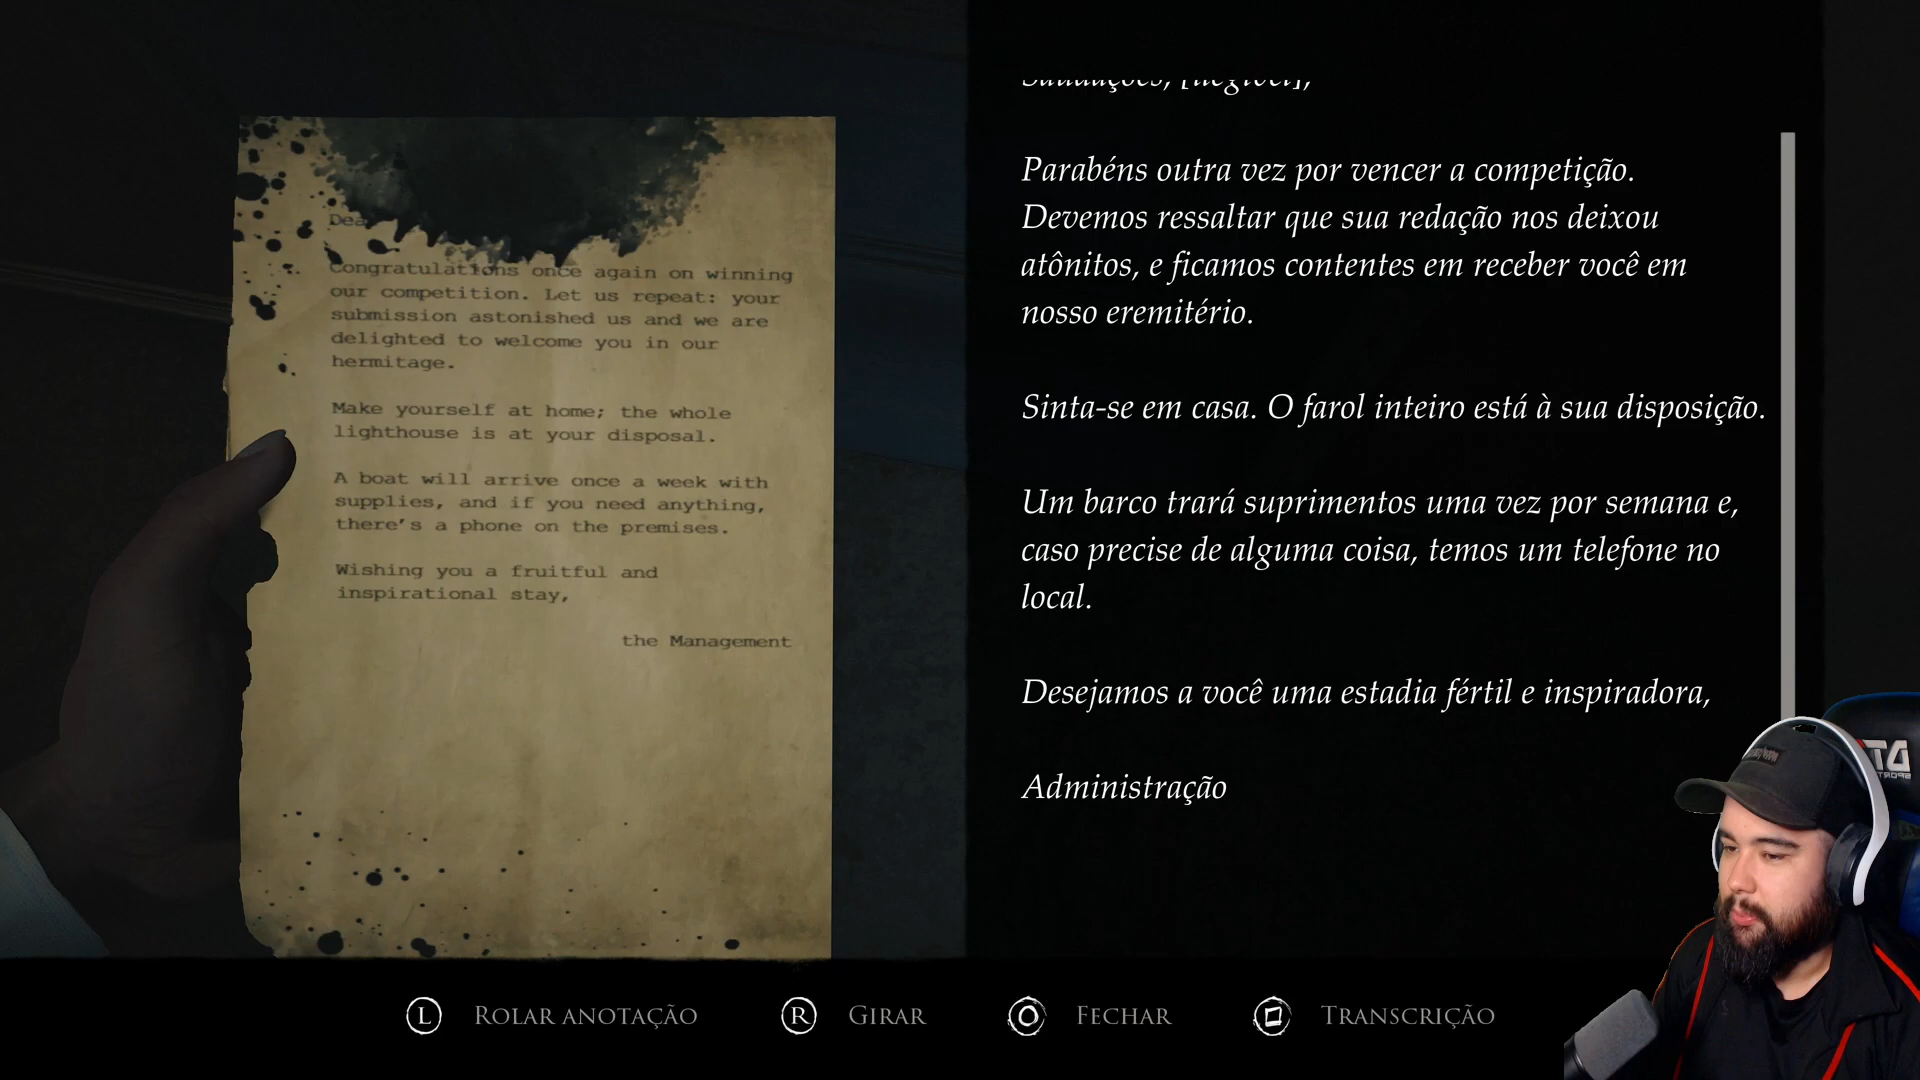 Dea
Congratulations once again on winning
our competition. Let us repeat: your
submission astonished us and we are
delighted to welcome you in our
hermitage.
Make yourself at home; the whole
lighthouse is at your disposal.
A boat will arrive once a week with
supplies, and if you need anything,
there's a phone on the premises.
Wishing you a fruitful and
inspirational stay,
the Management
Saudações, [ilegível],
Parabéns outra vez por vencer a competição.
Devemos ressaltar que sua redação nos deixou
atônitos, e ficamos contentes em receber você em
nosso eremitério.
Sinta-se em casa. O farol inteiro está à sua disposição.
Um barco trará suprimentos uma vez por semana e,
caso precise de alguma coisa, temos um telefone no
local.
Desejamos a você uma estadia fértil e inspiradora,
Administração
L ROLAR ANOTAÇÃO R GIRAR FECHAR TRANSCRIÇÃO